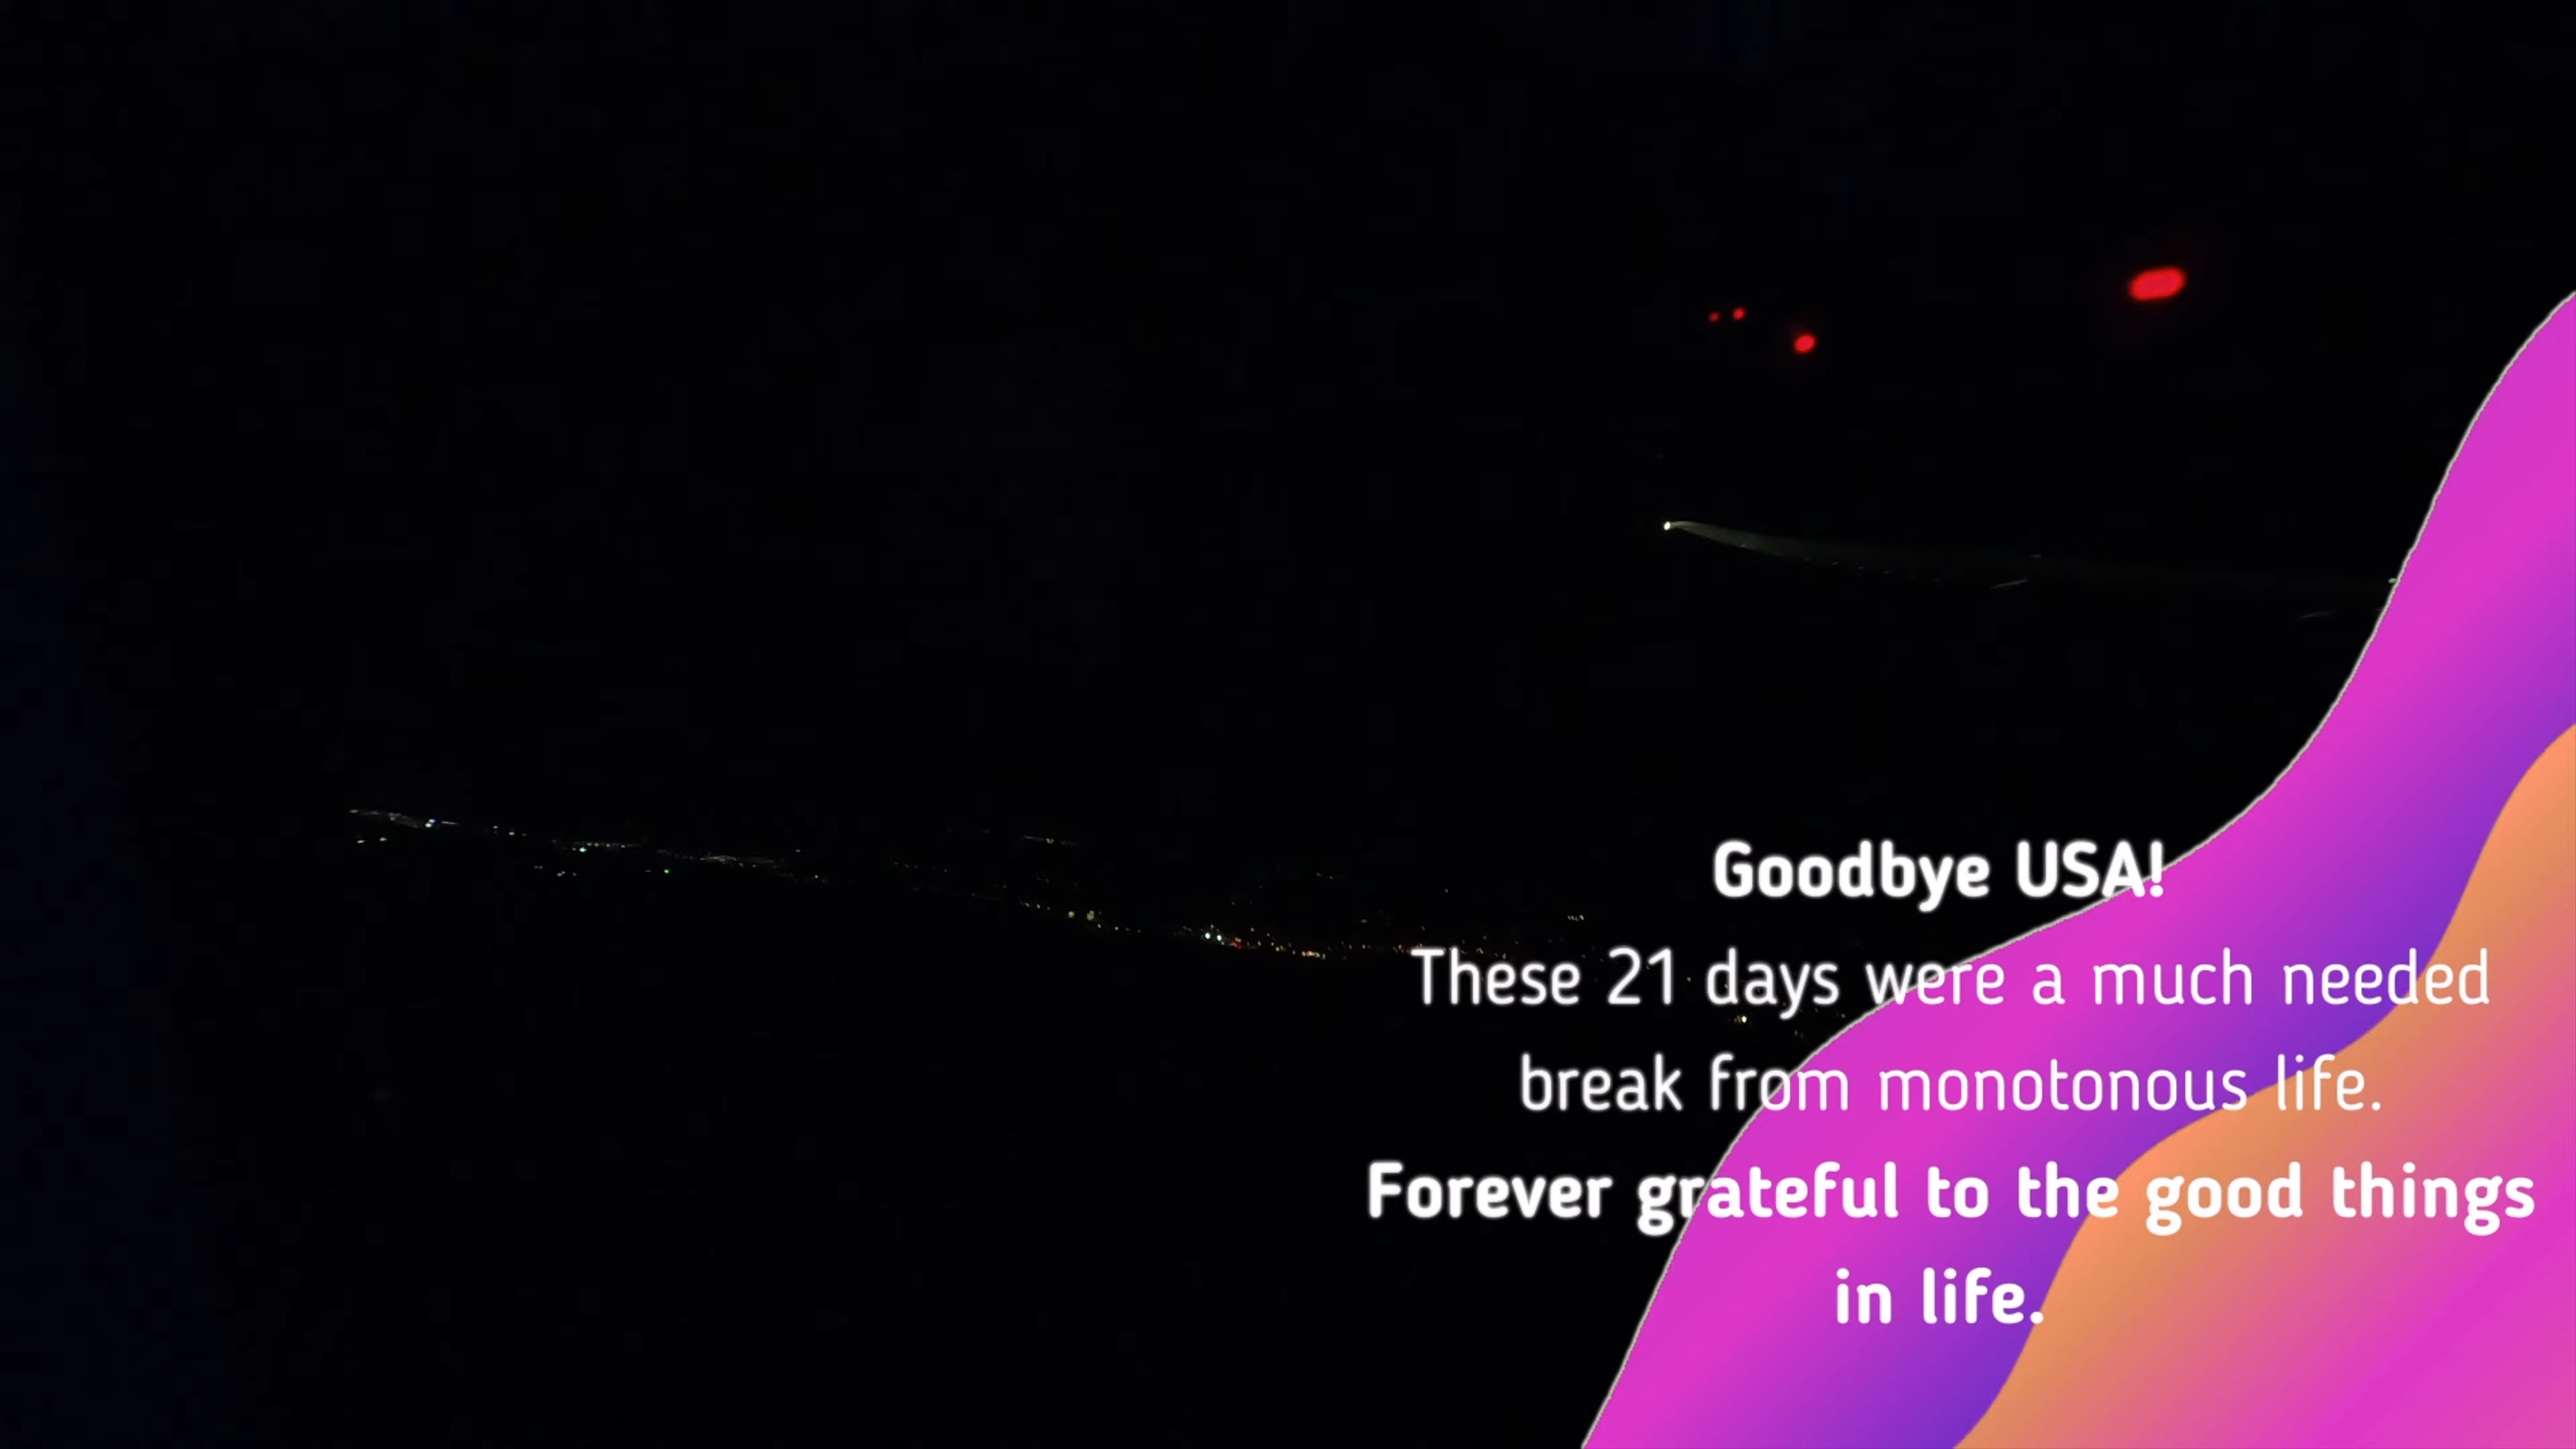 Goodbye USA!
These 21 days were a much needed
break from monotonous life.
Forever grateful to the good things
in life.